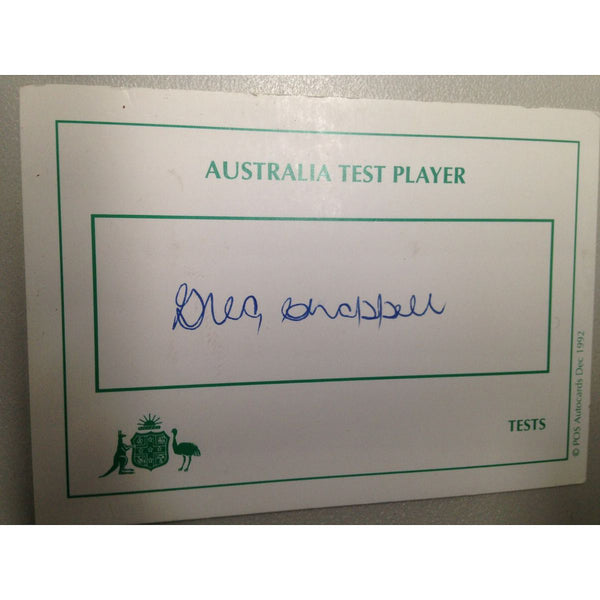 AUSTRALIA TEST PLAYER
Greg Chappell
TESTS
© POS Autocards Dec 1992